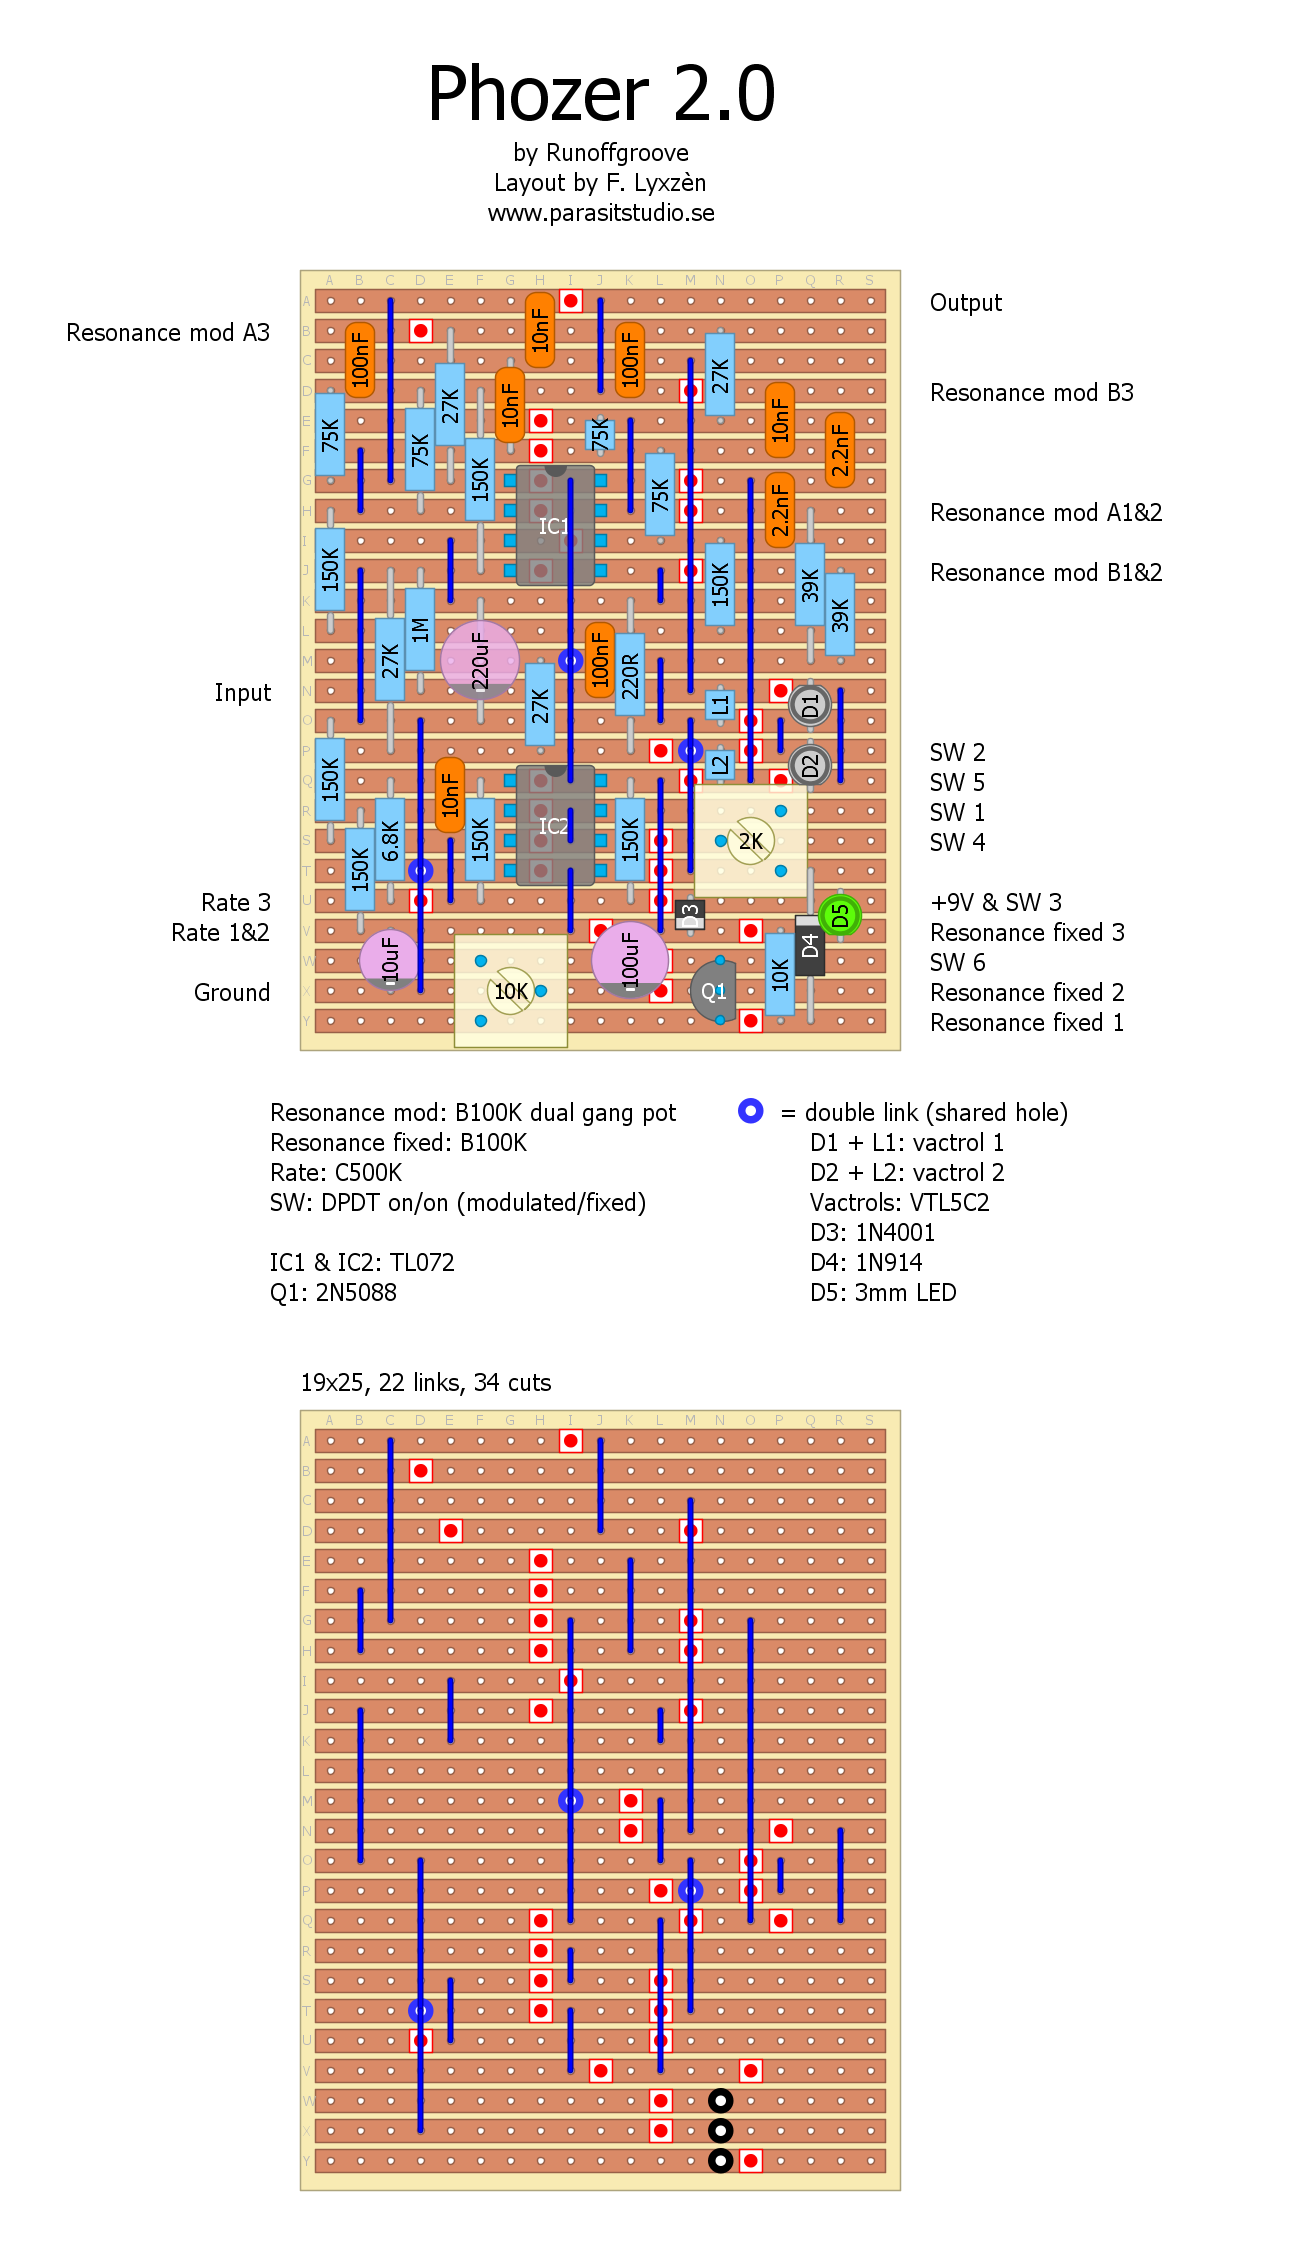 Phozer 2.0
by Runoffgroove
Layout by F. Lyxzèn
www.parasitstudio.se
A B C D E F G H I J K L M N O P Q R S
A
Output
B
Resonance mod A3
10nF
100nF
100nF
27K
C
D
Resonance mod B3
27K
10nF
10nF
E
75K
75K
75K
2.2nF
F
G
150K
75K
H
2.2nF
Resonance mod A1&2
IC1
I
J
150K
150K
39K
Resonance mod B1&2
K
39K
L
1M
M
27K
220uF
100nF
220R
N
Input
27K
L1
D1
O
P
L2
D2
SW 2
Q
150K
10nF
SW 5
R
SW 1
IC2
S
6.8K
150K
150K
2K
SW 4
T
150K
U
Rate 3
D3
D5
+9V & SW 3
V
Rate 1&2
D4
Resonance fixed 3
W
10uF
100uF
10K
SW 6
X
Ground
10K
Q1
Resonance fixed 2
Y
Resonance fixed 1
Resonance mod: B100K dual gang pot
Resonance fixed: B100K
Rate: C500K
SW: DPDT on/on (modulated/fixed)
IC1 & IC2: TL072
Q1: 2N5088
= double link (shared hole)
D1 + L1: vactrol 1
D2 + L2: vactrol 2
Vactrols: VTL5C2
D3: 1N4001
D4: 1N914
D5: 3mm LED
19x25, 22 links, 34 cuts
A B C D E F G H I J K L M N O P Q R S
A
B
C
D
E
F
G
H
I
J
K
L
M
N
O
P
Q
R
S
T
U
V
W
X
Y